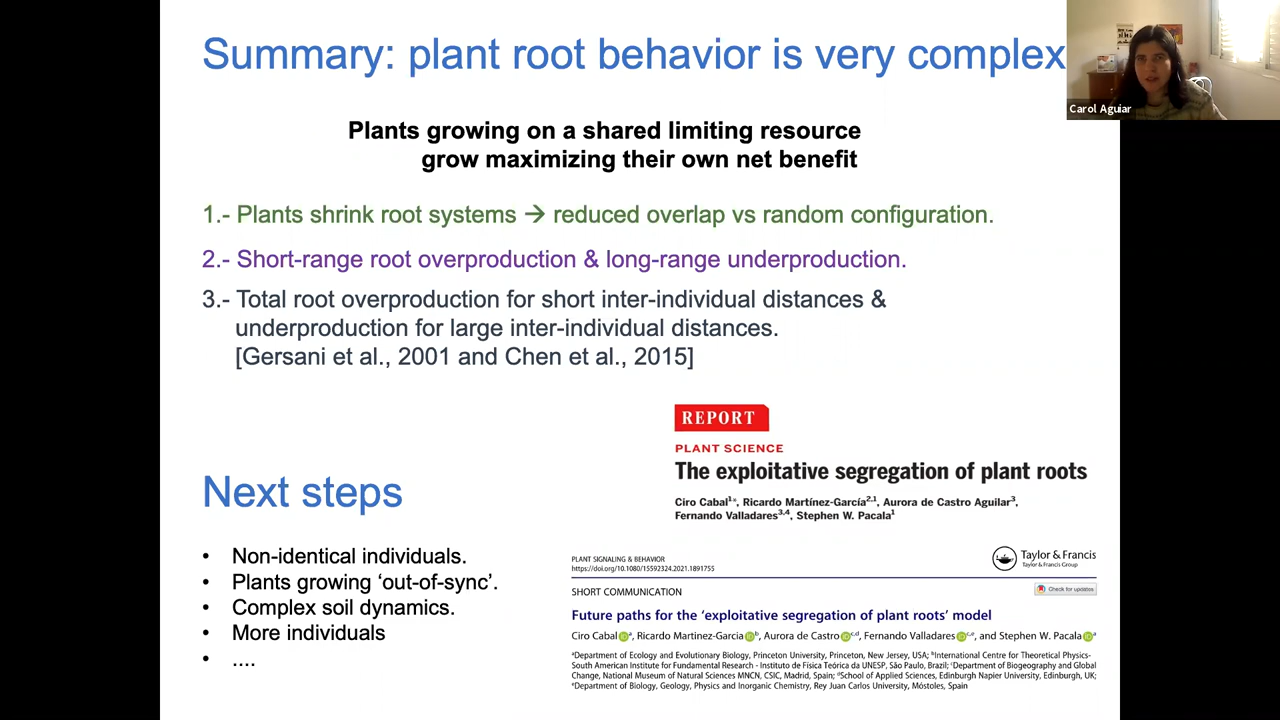 Summary: plant root behavior is very complex
Carol Aguiar
Plants growing on a shared limiting resource
grow maximizing their own net benefit
1.- Plants shrink root systems → reduced overlap vs random configuration.
2.- Short-range root overproduction & long-range underproduction.
3.- Total root overproduction for short inter-individual distances &
underproduction for large inter-individual distances.
[Gersani et al., 2001 and Chen et al., 2015]
REPORT
PLANT SCIENCE
The exploitative segregation of plant roots
Ciro Cabal1*, Ricardo Martínez-García2,1, Aurora de Castro Aguilar3,
Fernando Valladares3,4, Stephen W. Pacala1
Next steps
• Non-identical individuals.
• Plants growing ‘out-of-sync’.
• Complex soil dynamics.
• More individuals
• ....
PLANT SIGNALING & BEHAVIOR
https://doi.org/10.1080/15592324.2021.1891755
Taylor & Francis
Taylor & Francis Group
SHORT COMMUNICATION
Check for updates
Future paths for the ‘exploitative segregation of plant roots’ model
Ciro Cabal a, Ricardo Martinez-Garcia b, Aurora de Castro c,d, Fernando Valladares c,e, and Stephen W. Pacala a
aDepartment of Ecology and Evolutionary Biology, Princeton University, Princeton, New Jersey, USA; bInternational Centre for Theoretical Physics-
South American Institute for Fundamental Research - Instituto de Física Teórica da UNESP, São Paulo, Brazil; cDepartment of Biogeography and Global
Change, National Museum of Natural Sciences MNCN, CSIC, Madrid, Spain; dSchool of Applied Sciences, Edinburgh Napier University, Edinburgh, UK;
eDepartment of Biology, Geology, Physics and Inorganic Chemistry, Rey Juan Carlos University, Móstoles, Spain